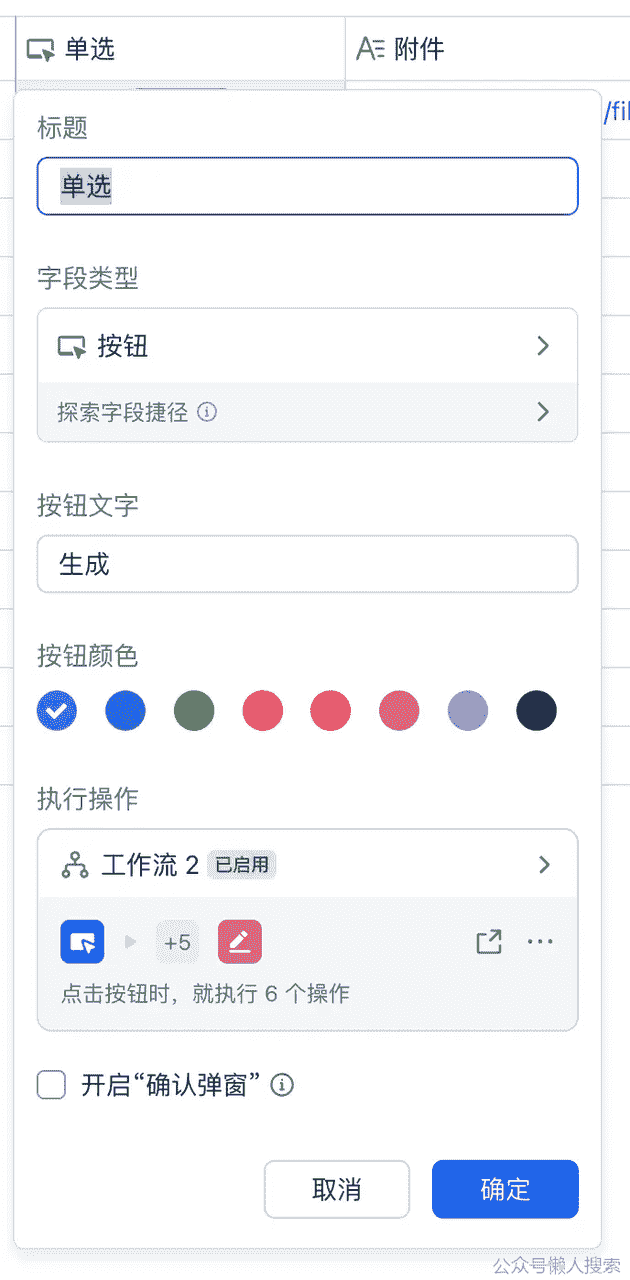 单选 附件
/fil
标题
单选
字段类型
按钮
探索字段捷径
按钮文字
生成
按钮颜色
执行操作
工作流 2 已启用
+5
点击按钮时，就执行 6 个操作
开启“确认弹窗”
取消 确定
公众号懒人搜索